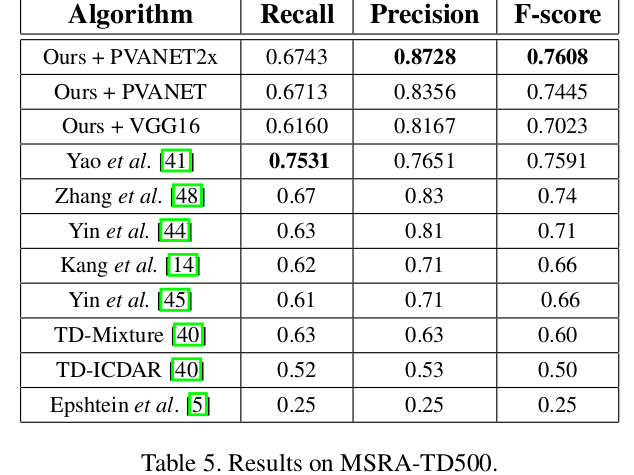 Algorithm Recall Precision F-score
Ours + PVANET2x 0.6743 0.8728 0.7608
Ours + PVANET 0.6713 0.8356 0.7445
Ours + VGG16 0.6160 0.8167 0.7023
Yao et al. [41] 0.7531 0.7651 0.7591
Zhang et al. [48] 0.67 0.83 0.74
Yin et al. [44] 0.63 0.81 0.71
Kang et al. [14] 0.62 0.71 0.66
Yin et al. [45] 0.61 0.71 0.66
TD-Mixture [40] 0.63 0.63 0.60
TD-ICDAR [40] 0.52 0.53 0.50
Epshtein et al. [5] 0.25 0.25 0.25
Table 5. Results on MSRA-TD500.